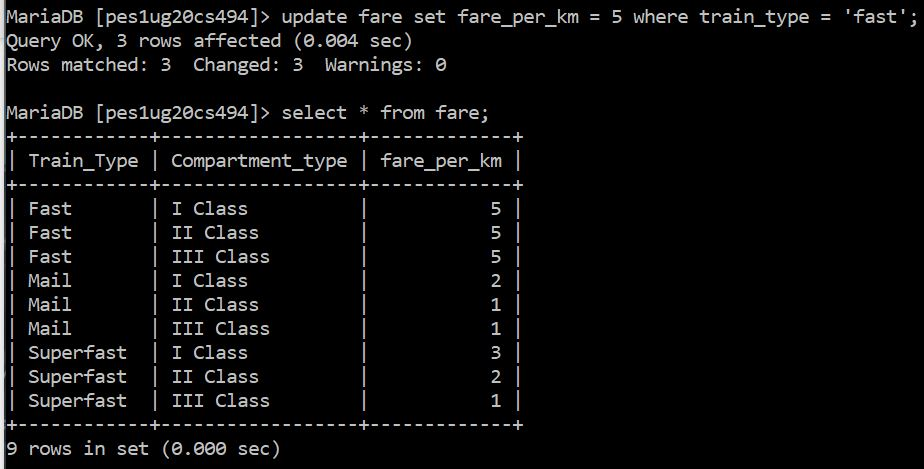 MariaDB [pes1ug20cs494]> update fare set fare_per_km = 5 where train_type = 'fast';
Query OK, 3 rows affected (0.004 sec)
Rows matched: 3  Changed: 3  Warnings: 0

MariaDB [pes1ug20cs494]> select * from fare;
+------------+------------------+-------------+
| Train_Type | Compartment_type | fare_per_km |
+------------+------------------+-------------+
| Fast       | I Class          |           5 |
| Fast       | II Class         |           5 |
| Fast       | III Class        |           5 |
| Mail       | I Class          |           2 |
| Mail       | II Class         |           1 |
| Mail       | III Class        |           1 |
| Superfast  | I Class          |           3 |
| Superfast  | II Class         |           2 |
| Superfast  | III Class        |           1 |
+------------+------------------+-------------+
9 rows in set (0.000 sec)